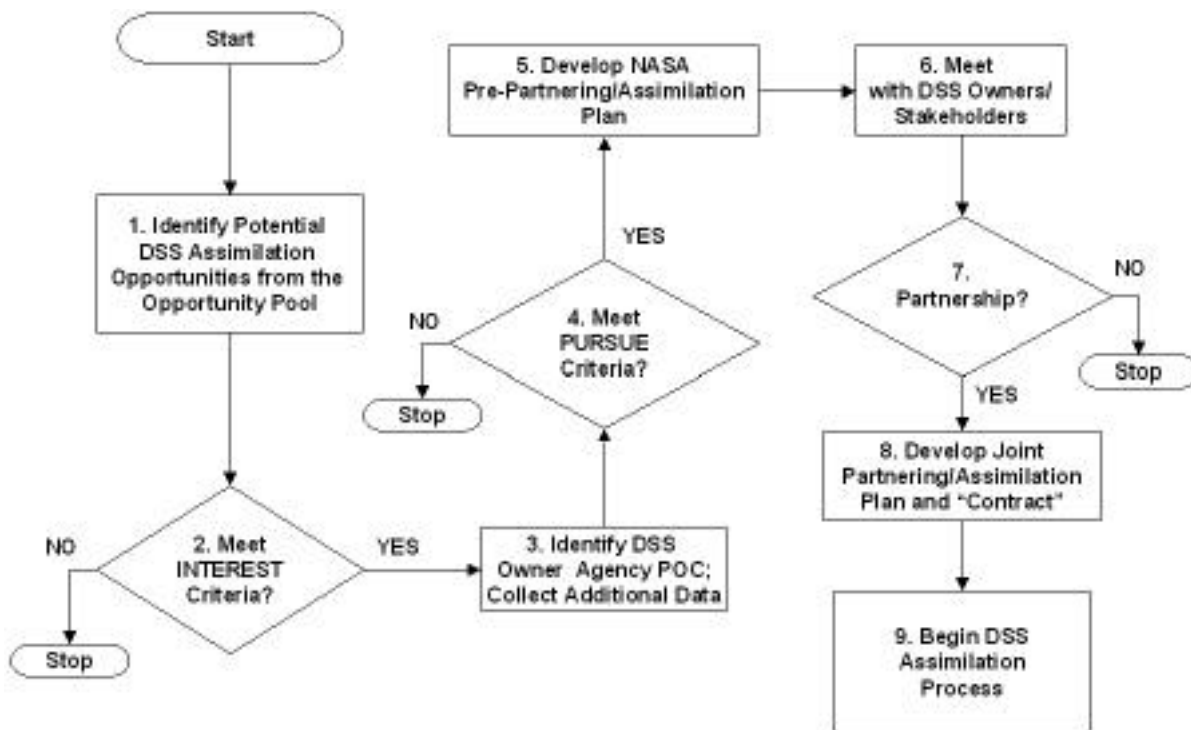 Start
1. Identify Potential
DSS Assimilation
Opportunities from the
Opportunity Pool
2. Meet
INTEREST
Criteria?
NO
Stop
YES
3. Identify DSS
Owner Agency POC;
Collect Additional Data
4. Meet
PURSUE
Criteria?
NO
Stop
YES
5. Develop NASA
Pre-Partnering/Assimilation
Plan
6. Meet
with DSS Owners/
Stakeholders
7.
Partnership?
NO
Stop
YES
8. Develop Joint
Partnering/Assimilation
Plan and “Contract”
9. Begin DSS
Assimilation
Process